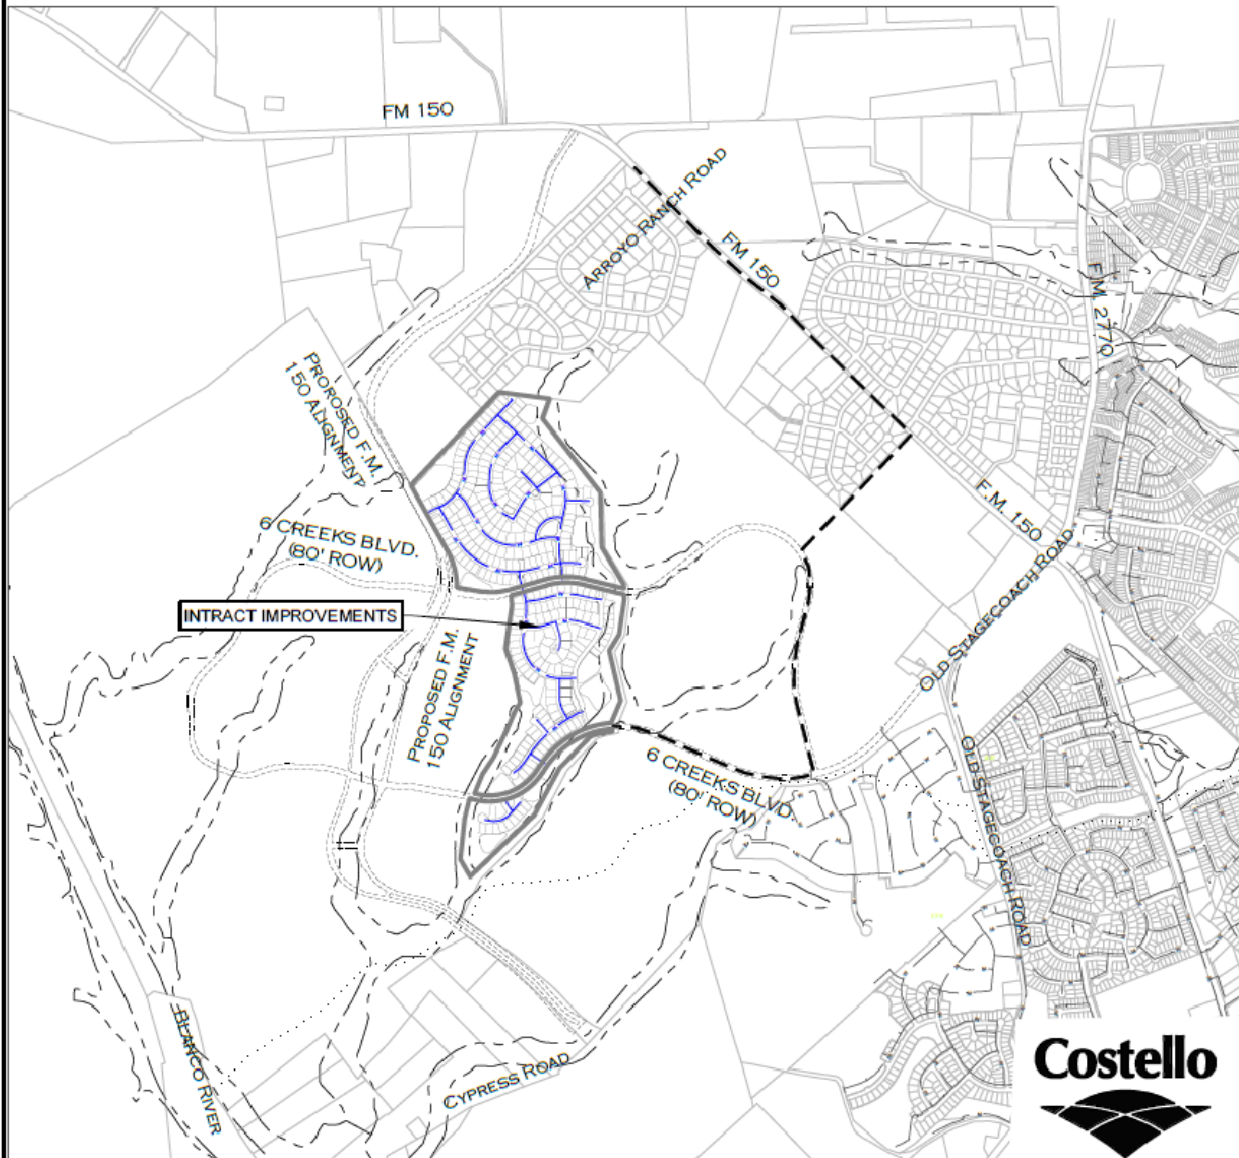 FM 150
ARROYO RANCH ROAD
FM 150
F.M. 2770
PROROSED F.M.
150 ALIGNMENT
F.M. 150
6 CREEKS BLVD.
(80' ROW)
OLD STAGECOACH ROAD
INTRACT IMPROVEMENTS
PROPOSED F.M.
150 ALIGNMENT
6 CREEKS BLVD.
(80' ROW)
OLD STAGECOACH ROAD
BLANCO RIVER
CYPRESS ROAD
Costello